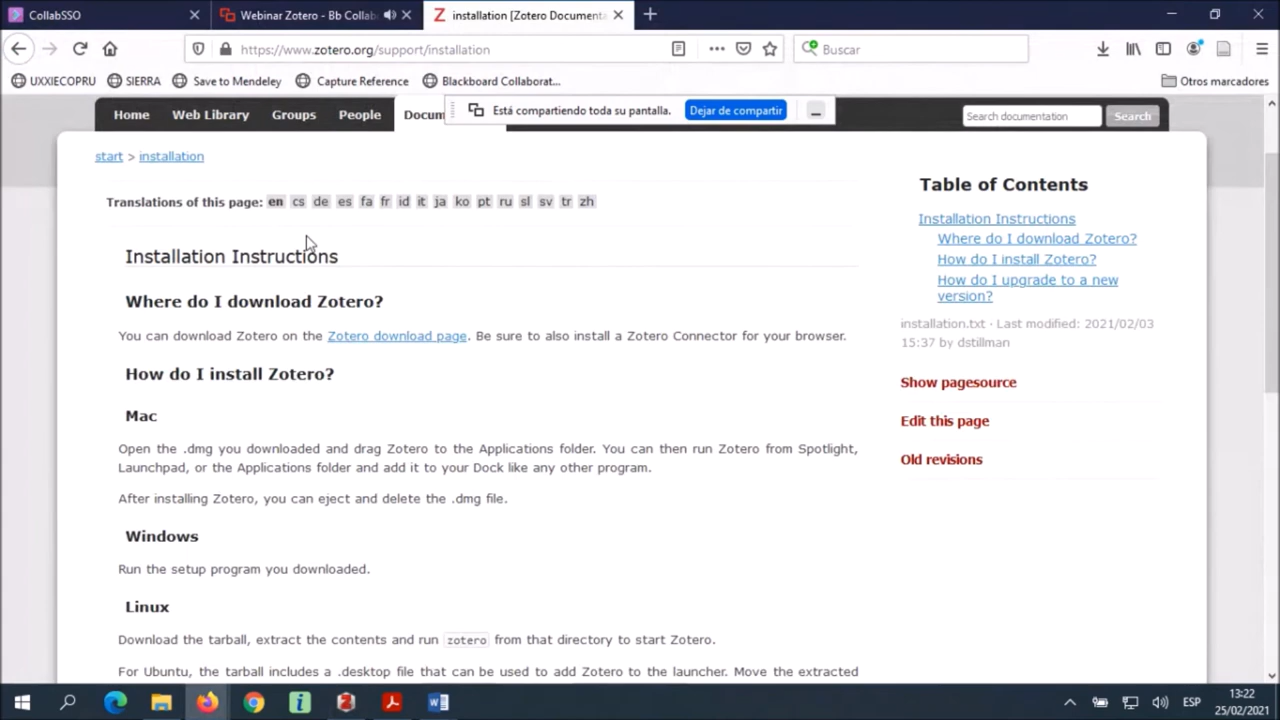 CollabSSO
Webinar Zotero - Bb Collab
installation [Zotero Documenta
https://www.zotero.org/support/installation
Buscar
UXXIECOPRU
SIERRA
Save to Mendeley
Capture Reference
Blackboard Collaborat...
Otros marcadores
Home
Web Library
Groups
People
Docum
Está compartiendo toda su pantalla.
Dejar de compartir
Search documentation
Search
start > installation
Translations of this page: en cs de es fa fr id it ja ko pt ru sl sv tr zh
Installation Instructions
Where do I download Zotero?
You can download Zotero on the Zotero download page. Be sure to also install a Zotero Connector for your browser.
How do I install Zotero?
Mac
Open the .dmg you downloaded and drag Zotero to the Applications folder. You can then run Zotero from Spotlight,
Launchpad, or the Applications folder and add it to your Dock like any other program.
After installing Zotero, you can eject and delete the .dmg file.
Windows
Run the setup program you downloaded.
Linux
Download the tarball, extract the contents and run zotero from that directory to start Zotero.
For Ubuntu, the tarball includes a .desktop file that can be used to add Zotero to the launcher. Move the extracted
Table of Contents
Installation Instructions
Where do I download Zotero?
How do I install Zotero?
How do I upgrade to a new
version?
installation.txt · Last modified: 2021/02/03
15:37 by dstillman
Show pagesource
Edit this page
Old revisions
ESP
13:22
25/02/2021